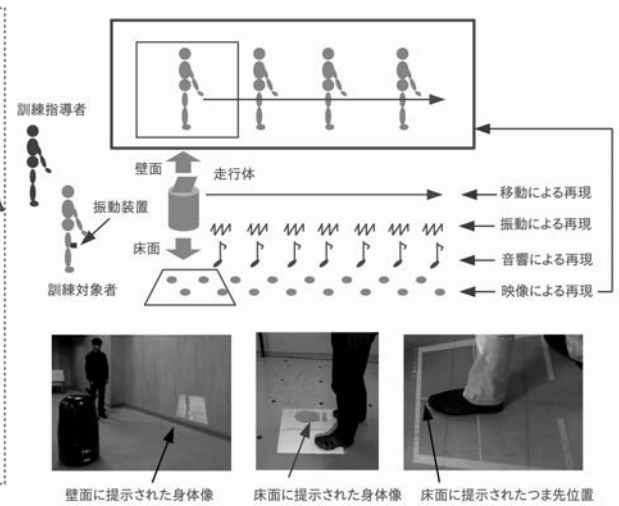 訓練指導者
壁面
走行体
移動による再現
振動装置
振動による再現
床面
音響による再現
訓練対象者
映像による再現
壁面に提示された身体像
床面に提示された身体像
床面に提示されたつま先位置